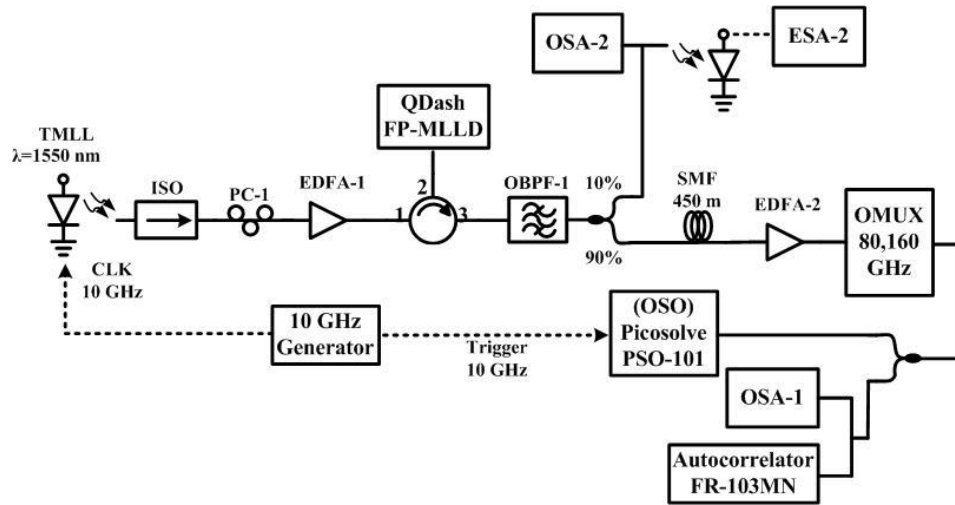 OSA-2
ESA-2
QDash
FP-MLLD
TMLL
λ=1550 nm
ISO
PC-1
EDFA-1
1
2
3
OBPF-1
10%
90%
SMF
450 m
EDFA-2
OMUX
80,160
GHz
CLK
10 GHz
10 GHz
Generator
Trigger
10 GHz
(OSO)
Picosolve
PSO-101
OSA-1
Autocorrelator
FR-103MN